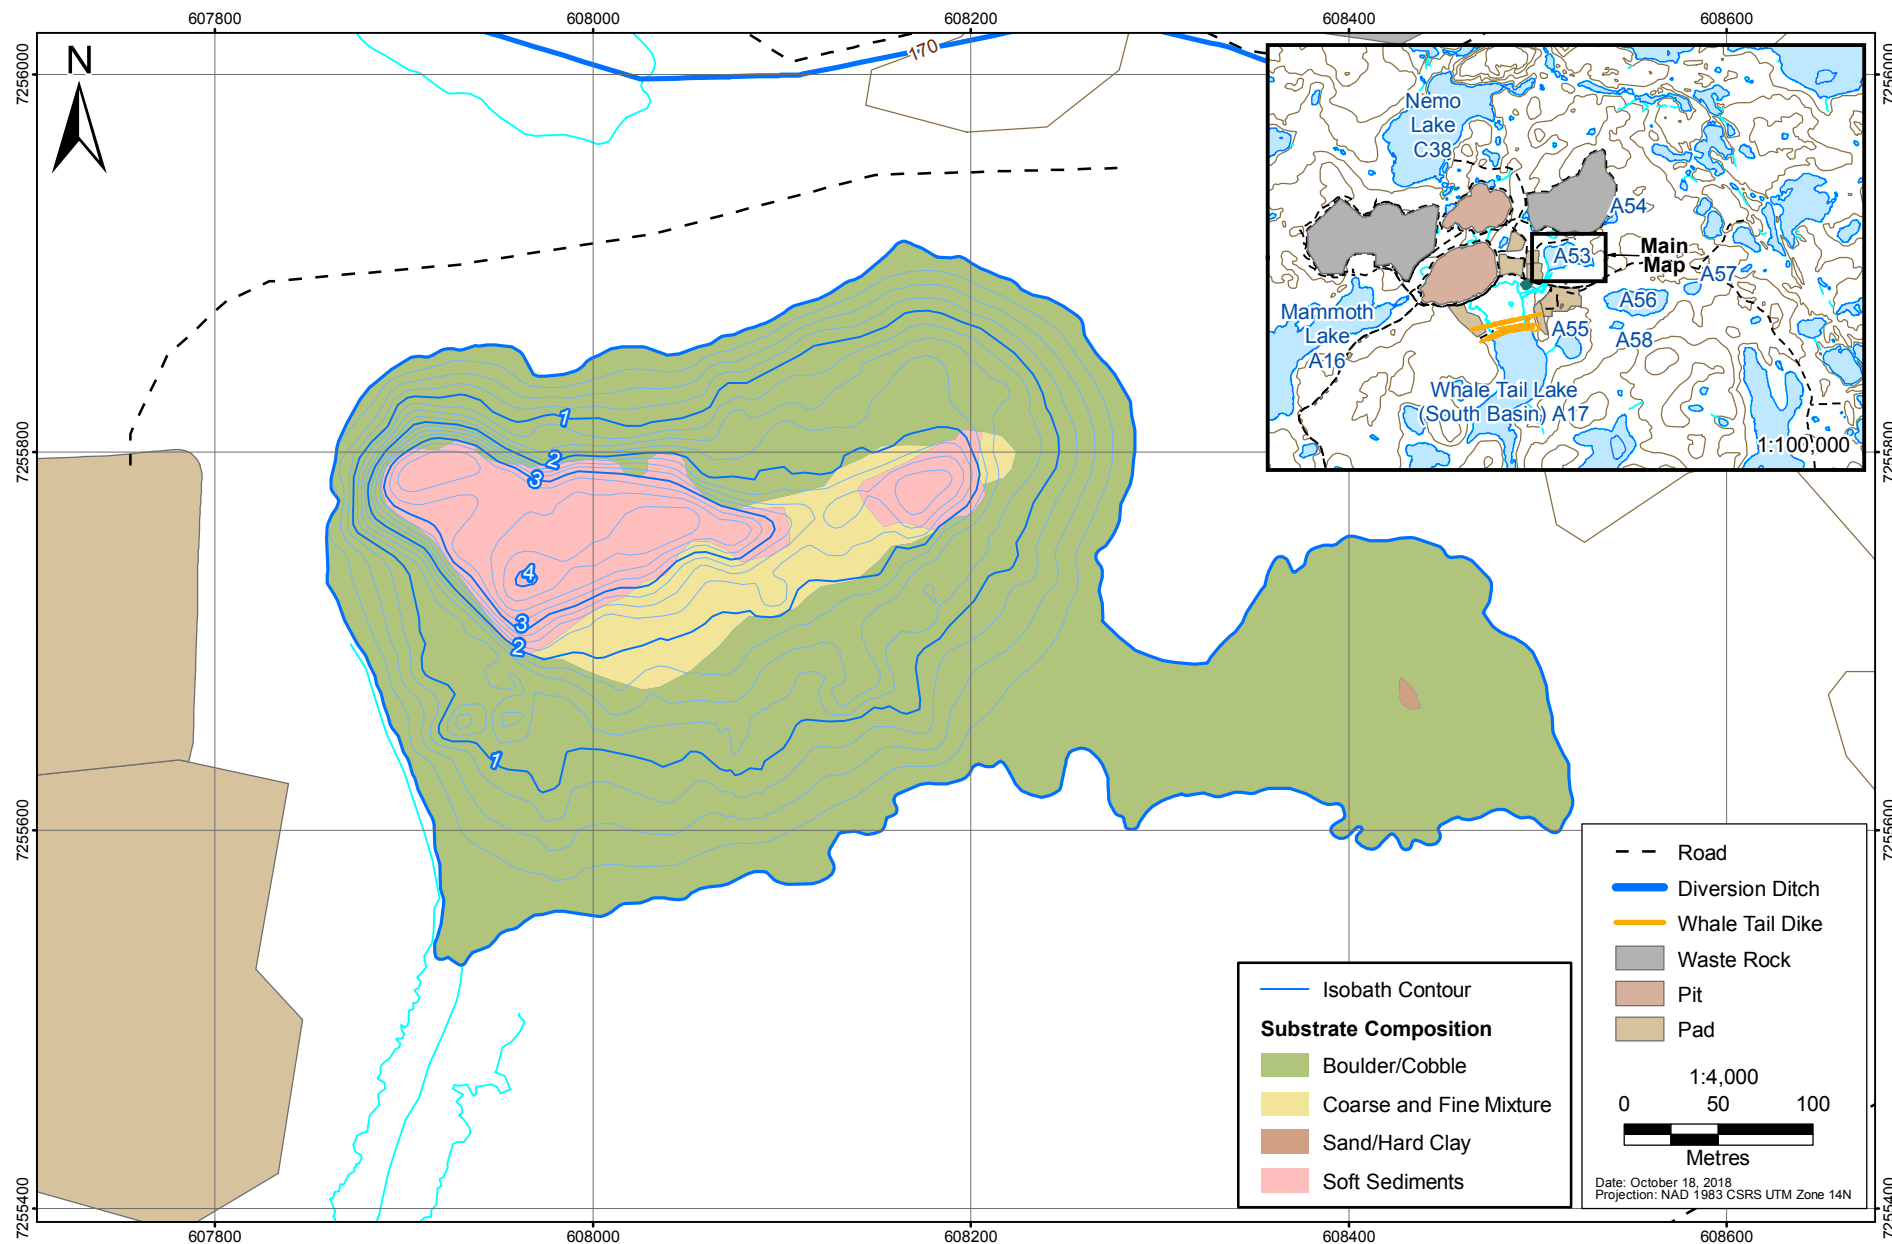 607800 608000 608200 608400 608600
7256000
7256000
N
170
Nemo
Lake
C38
A54
A53
Main
Map
A57
A56
Mammoth
Lake
A16
A55
A58
Whale Tail Lake
(South Basin) A17
1:100,000
7255800
7255800
1
2
3
4
3
2
1
7255600
7255600
Road
Diversion Ditch
Whale Tail Dike
Waste Rock
Pit
Pad
1:4,000
0 50 100
Metres
Date: October 18, 2018
Projection: NAD 1983 CSRS UTM Zone 14N
Isobath Contour
Substrate Composition
Boulder/Cobble
Coarse and Fine Mixture
Sand/Hard Clay
Soft Sediments
7255400
7255400
607800 608000 608200 608400 608600